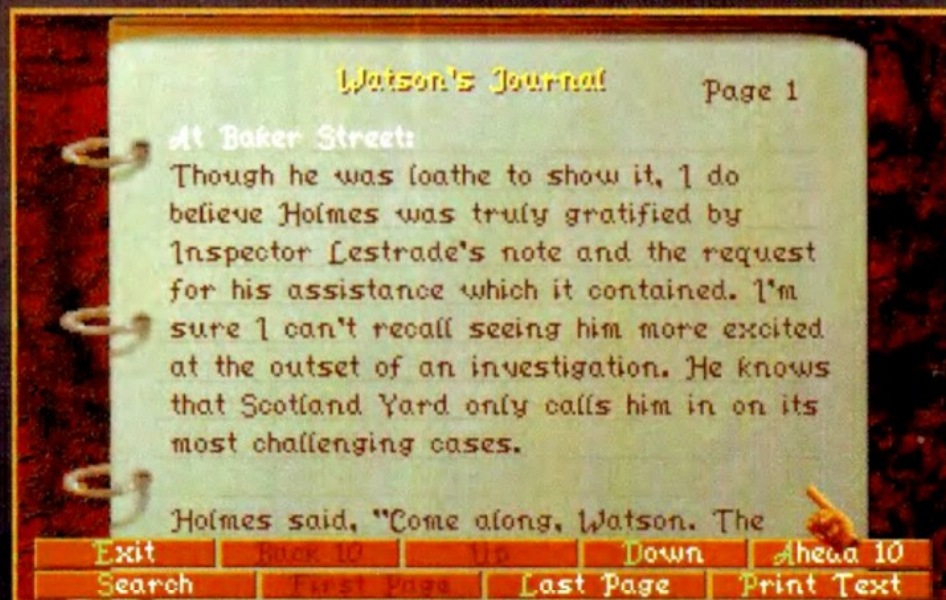 Watson's Journal
Page 1
At Baker Street:
Though he was loathe to show it, I do
believe Holmes was truly gratified by
Inspector Lestrade's note and the request
for his assistance which it contained. I'm
sure I can't recall seeing him more excited
at the outset of an investigation. He knows
that Scotland Yard only calls him in on its
most challenging cases.
Holmes said, "Come along, Watson. The
Exit Back 10 Up Down Ahead 10
Search First Page Last Page Print Text